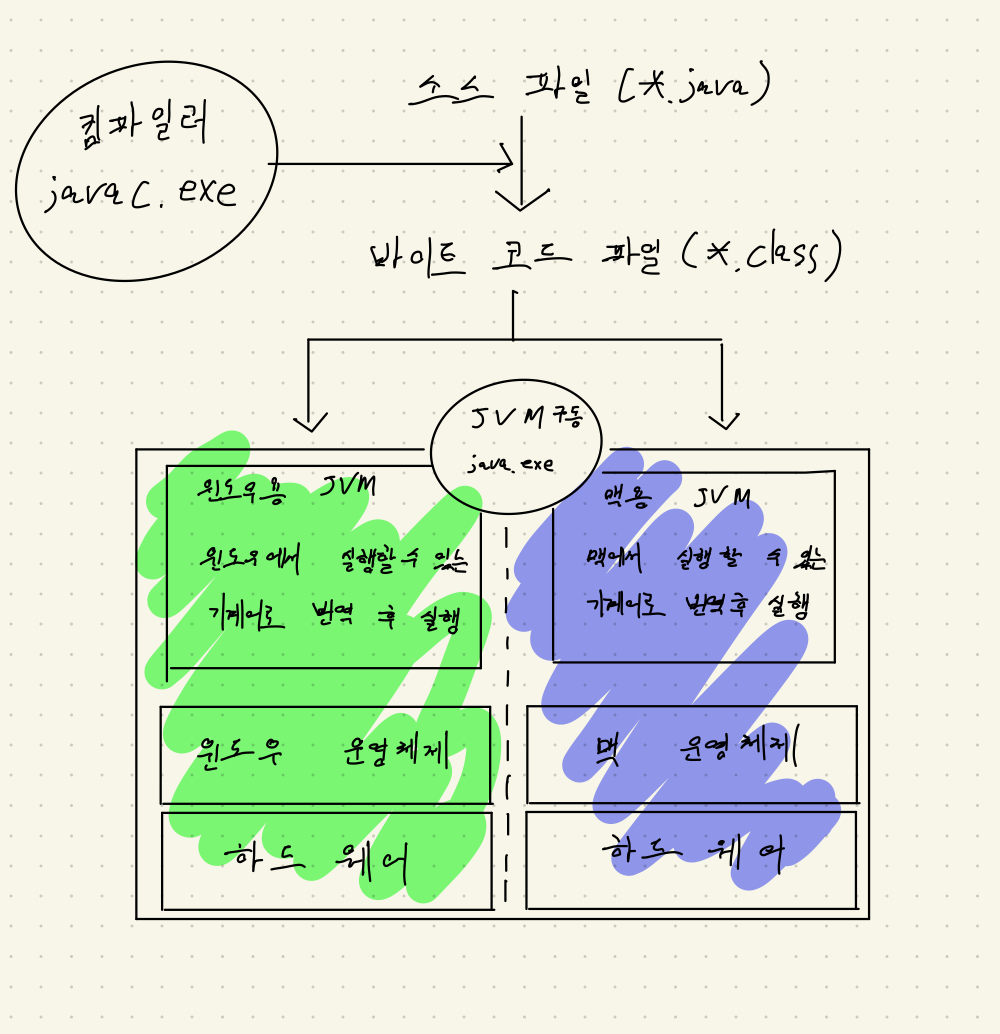 소스 파일 (*.java)
컴파일러
javac.exe
바이트 코드 파일 (*.class)
JVM 구동
java.exe
윈도우용 JVM
윈도우에서 실행할 수 있는
기계어로 번역 후 실행
맥용 JVM
맥에서 실행 할 수 있는
기계어로 번역 후 실행
윈도우 운영체제
맥 운영체제
하드웨어
하드웨어